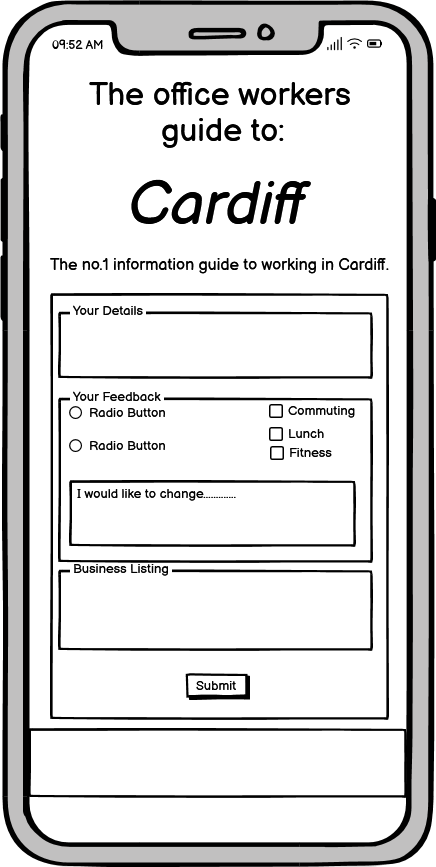 09:52 AM
The office workers
guide to:
Cardiff
The no.1 information guide to working in Cardiff.
Your Details
Your Feedback
Radio Button
Commuting
Lunch
Radio Button
Fitness
I would like to change.............
Business Listing
Submit